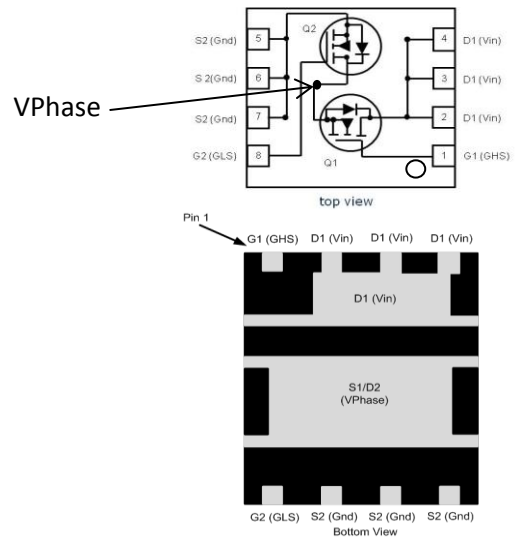 Q2
S2(Gnd) 5 4 D1 (Vin)
S2(Gnd) 6 3 D1 (Vin)
VPhase
S2(Gnd) 7 2 D1 (Vin)
G2(GLS) 8 1 G1(GHS)
Q1
top view
Pin 1
G1 (GHS) D1 (Vin) D1 (Vin) D1 (Vin)
D1 (Vin)
S1/D2
(VPhase)
G2 (GLS) S2 (Gnd) S2 (Gnd) S2 (Gnd)
Bottom View